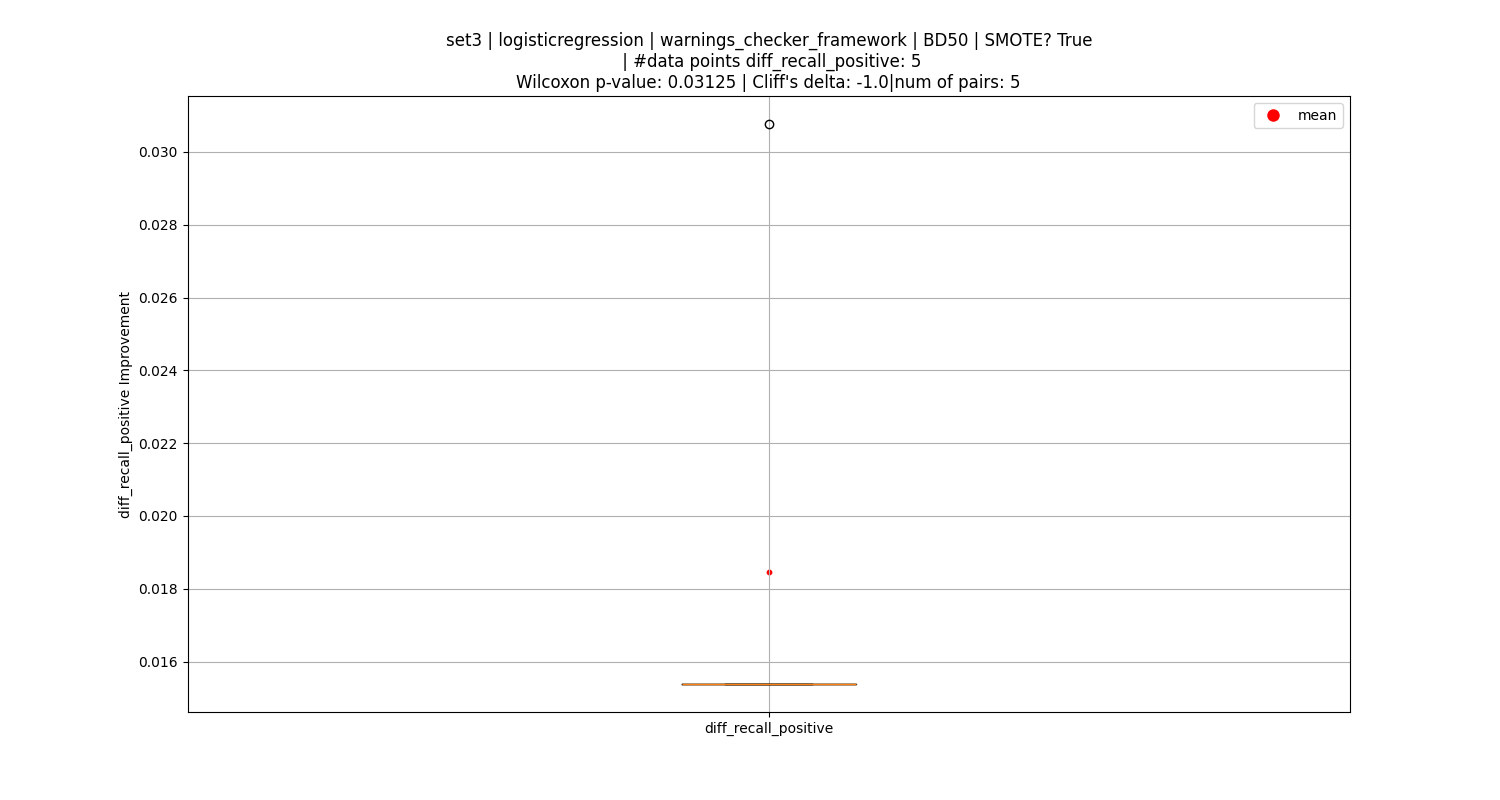 set3 | logisticregression | warnings_checker_framework | BD50 | SMOTE? True
| #data points diff_recall_positive: 5
Wilcoxon p-value: 0.03125 | Cliff's delta: -1.0|num of pairs: 5
mean
0.030
0.028
0.026
0.024
0.022
0.020
0.018
0.016
diff_recall_positive Improvement
diff_recall_positive